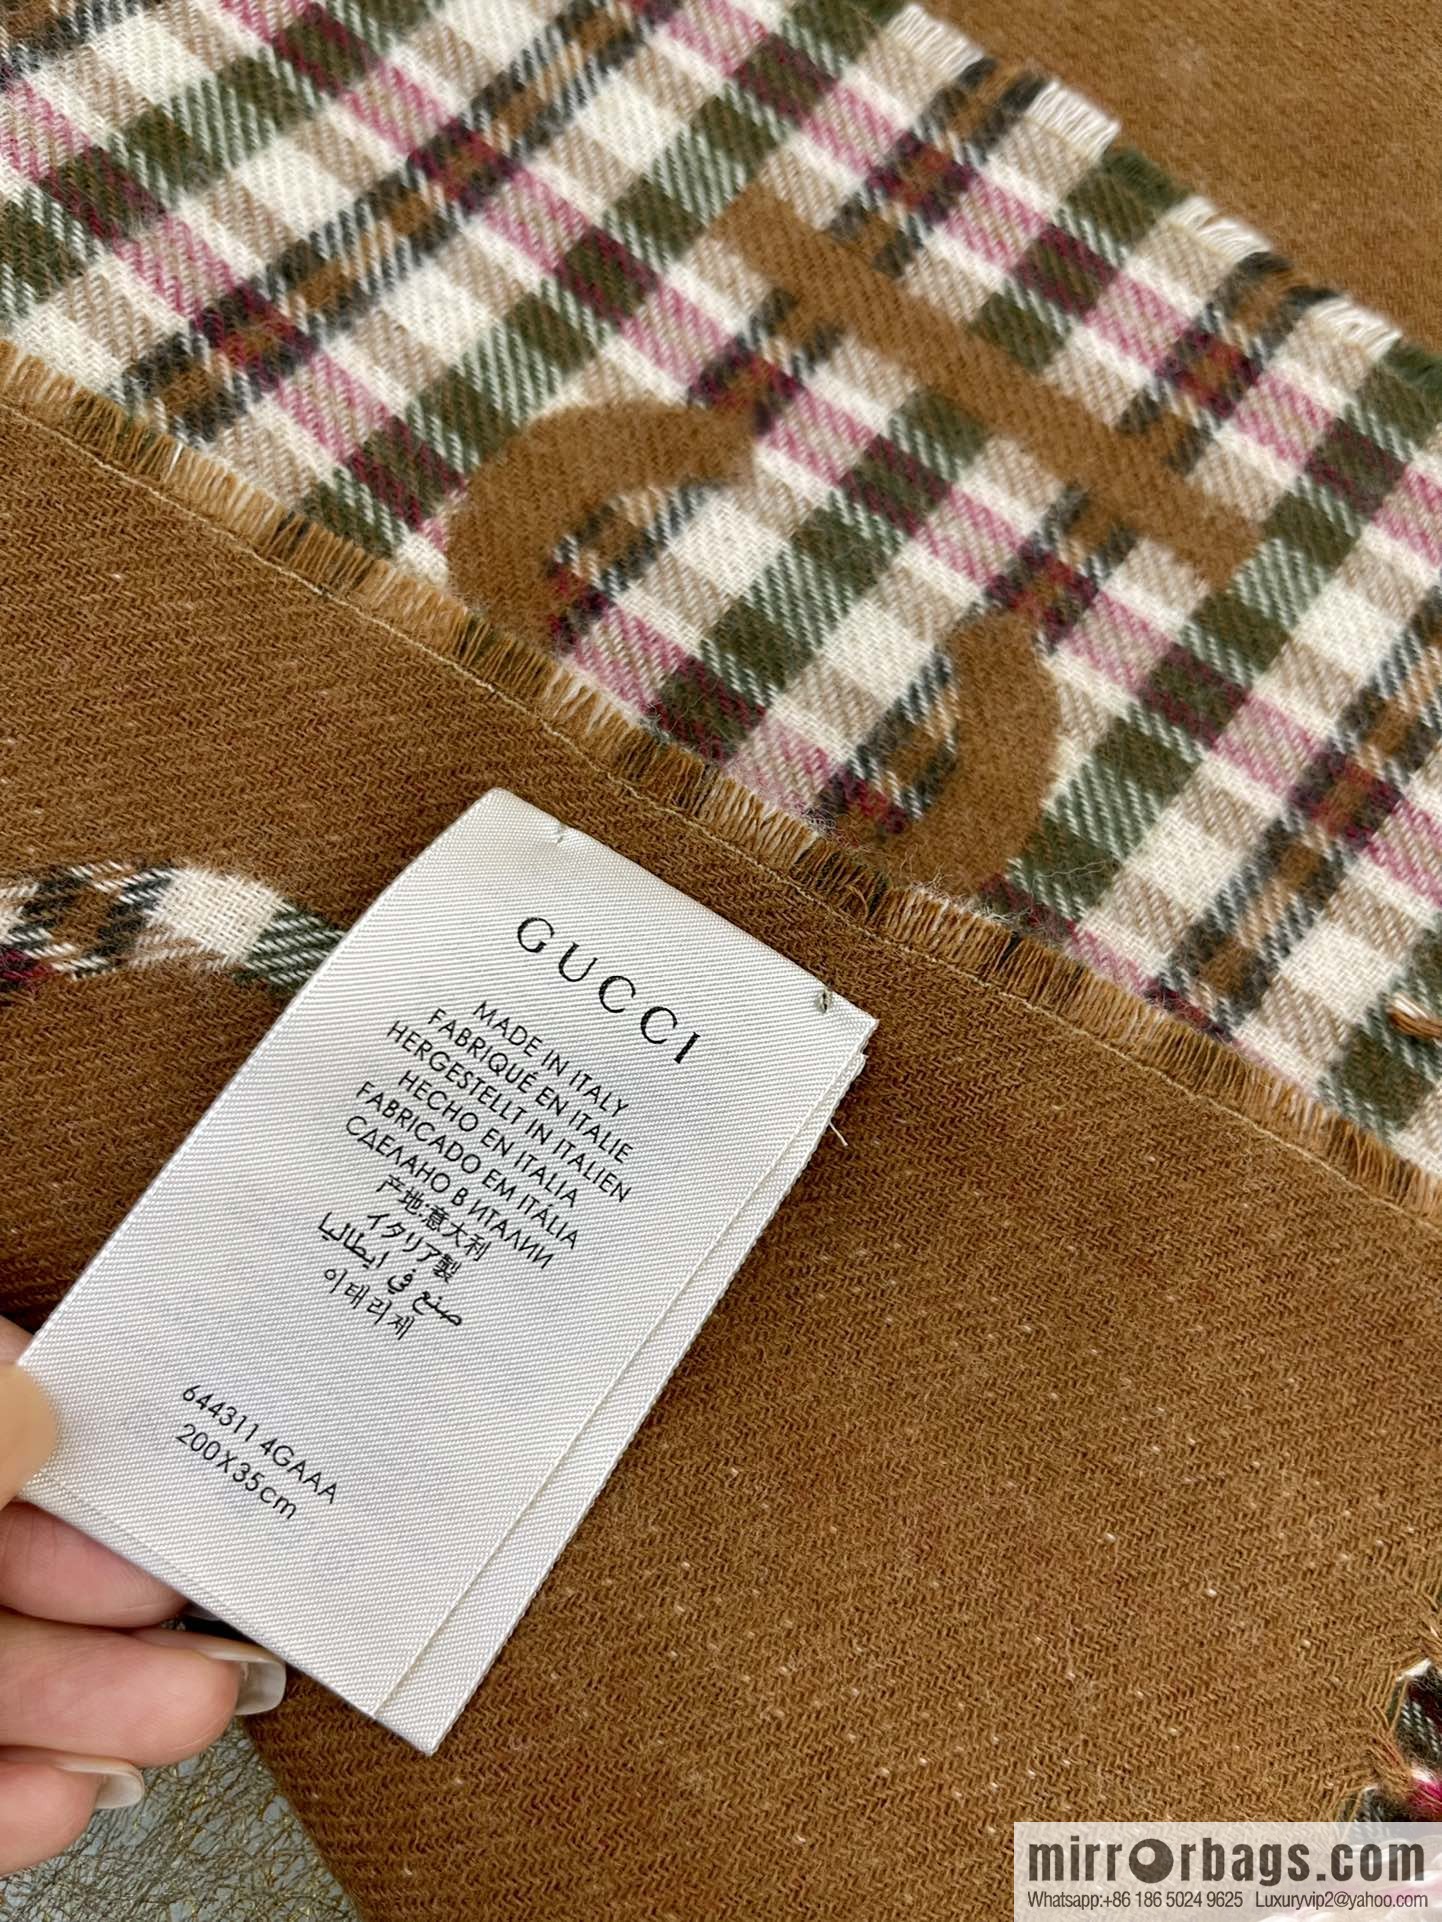 GUCCI
MADE IN ITALY
FABRIQUÉ EN ITALIE
HERGESTELLT IN ITALIEN
HECHO EN ITALIA
FABRICADO EM ITÁLIA
СДЕЛАНО В ИТАЛИИ
产地:意大利
イタリア製
صنع في ايطاليا
이태리제
644311 4GAAA
200X35cm
mirrorbags.com
Whatsapp:+86 186 5024 9625 Luxuryvip2@yahoo.com